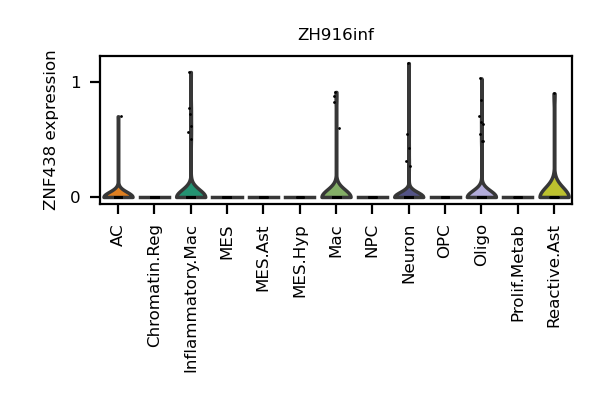 ZH916inf
ZNF438 expression
1
0
AC
Chromatin.Reg
Inflammatory.Mac
MES
MES.Ast
MES.Hyp
Mac
NPC
Neuron
OPC
Oligo
Prolif.Metab
Reactive.Ast